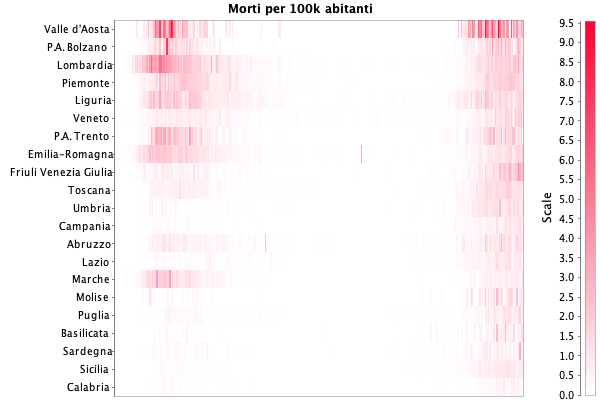 Morti per 100k abitanti
Valle d'Aosta
P.A. Bolzano
Lombardia
Piemonte
Liguria
Veneto
P.A. Trento
Emilia-Romagna
Friuli Venezia Giulia
Toscana
Umbria
Campania
Abruzzo
Lazio
Marche
Molise
Puglia
Basilicata
Sardegna
Sicilia
Calabria
Scale
9.5
9.0
8.5
8.0
7.5
7.0
6.5
6.0
5.5
5.0
4.5
4.0
3.5
3.0
2.5
2.0
1.5
1.0
0.5
0.0